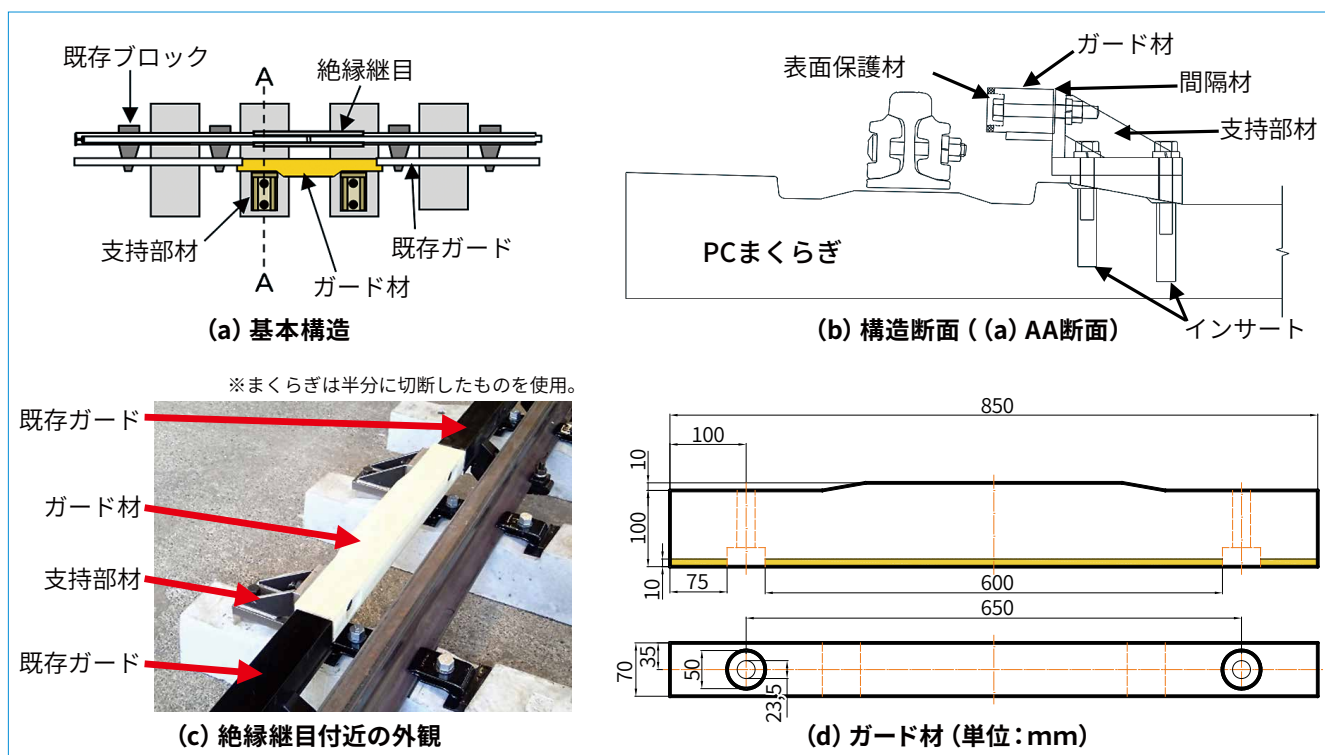 既存ブロック
絶縁継目
A
支持部材
既存ガード
ガード材
A
(a) 基本構造
ガード材
表面保護材
間隔材
支持部材
PCまくらぎ
インサート
(b) 構造断面 ( (a) AA断面)
※まくらぎは半分に切断したものを使用。
既存ガード
ガード材
支持部材
既存ガード
(c) 絶縁継目付近の外観
850
100
10
100
10
75
600
650
35
70
50
23,5
(d) ガード材 (単位：mm)